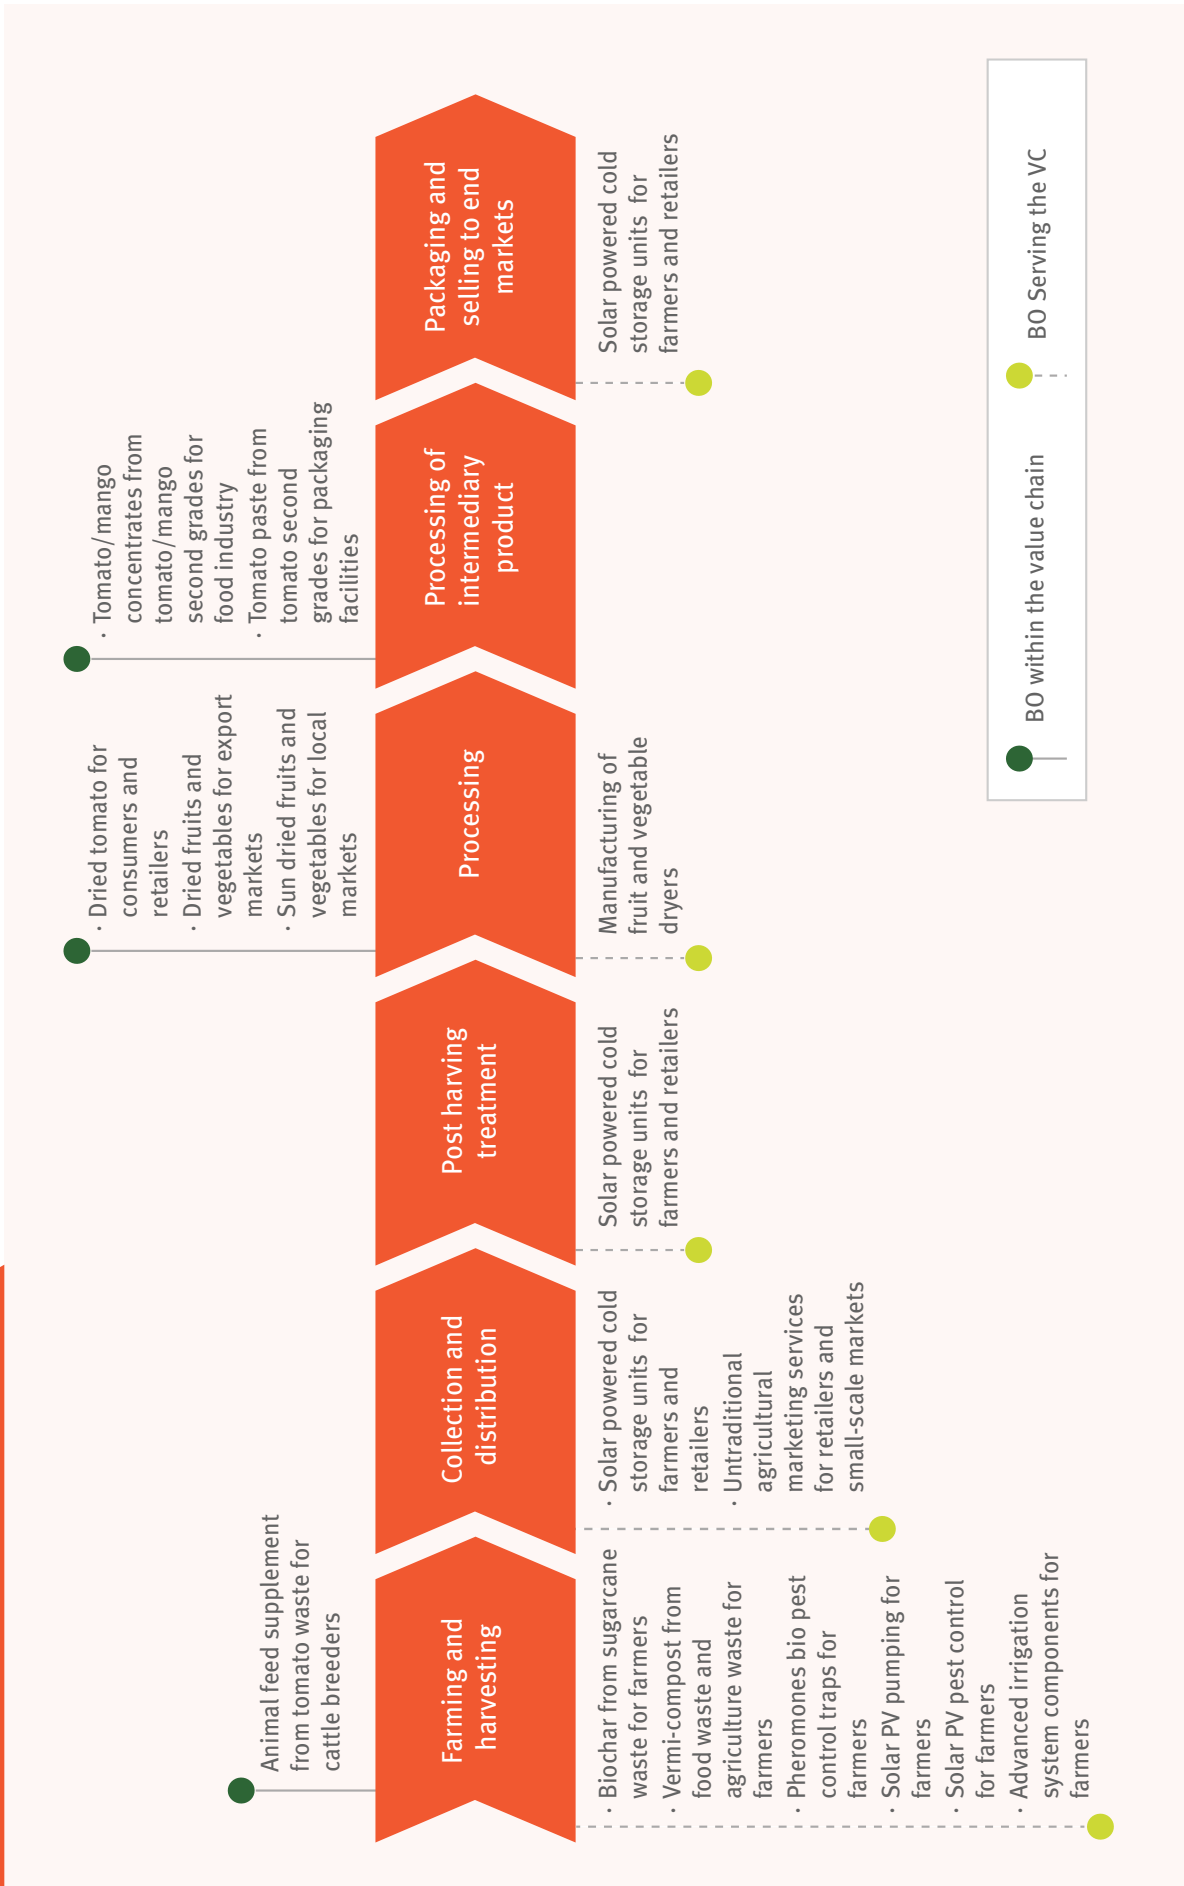 Animal feed supplement
from tomato waste for
cattle breeders
· Dried tomato for
consumers and
retailers
· Dried fruits and
vegetables for export
markets
· Sun dried fruits and
vegetables for local
markets
· Tomato/mango
concentrates from
tomato/mango
second grades for
food industry
· Tomato paste from
tomato second
grades for packaging
facilities
Farming and
harvesting
Collection and
distribution
Post harving
treatment
Processing
Processing of
intermediary
product
Packaging and
selling to end
markets
· Biochar from sugarcane
waste for farmers
· Vermi-compost from
food waste and
agriculture waste for
farmers
· Pheromones bio pest
control traps for
farmers
· Solar PV pumping for
farmers
· Solar PV pest control
for farmers
· Advanced irrigation
system components for
farmers
· Solar powered cold
storage units for
farmers and
retailers
· Untraditional
agricultural
marketing services
for retailers and
small-scale markets
Solar powered cold
storage units for
farmers and retailers
Manufacturing of
fruit and vegetable
dryers
Solar powered cold
storage units for
farmers and retailers
BO within the value chain
BO Serving the VC